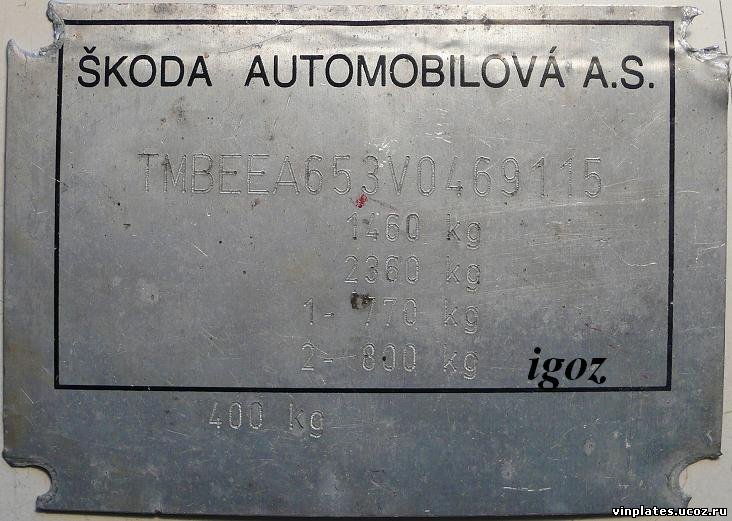 ŠKODA AUTOMOBILOVÁ A.S.
TMBEEA653V0469115
1460 kg
2360 kg
1- 770 kg
2- 800 kg
igoz
400 kg
vinplates.ucoz.ru